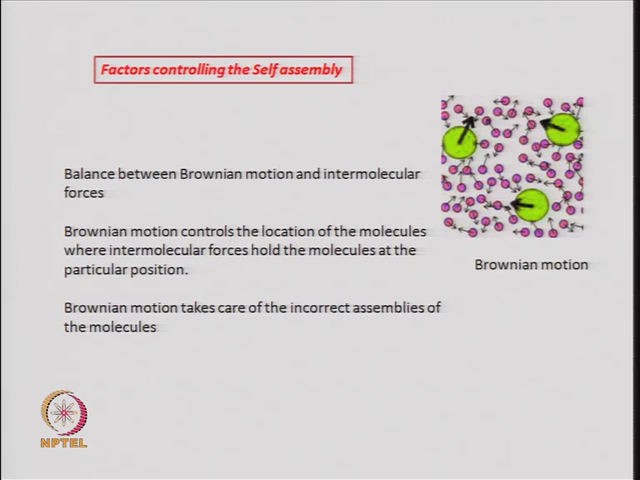 Factors controlling the Self assembly
Balance between Brownian motion and intermolecular
forces
Brownian motion controls the location of the molecules
where intermolecular forces hold the molecules at the
particular position.
Brownian motion takes care of the incorrect assemblies of
the molecules
Brownian motion
NPTEL